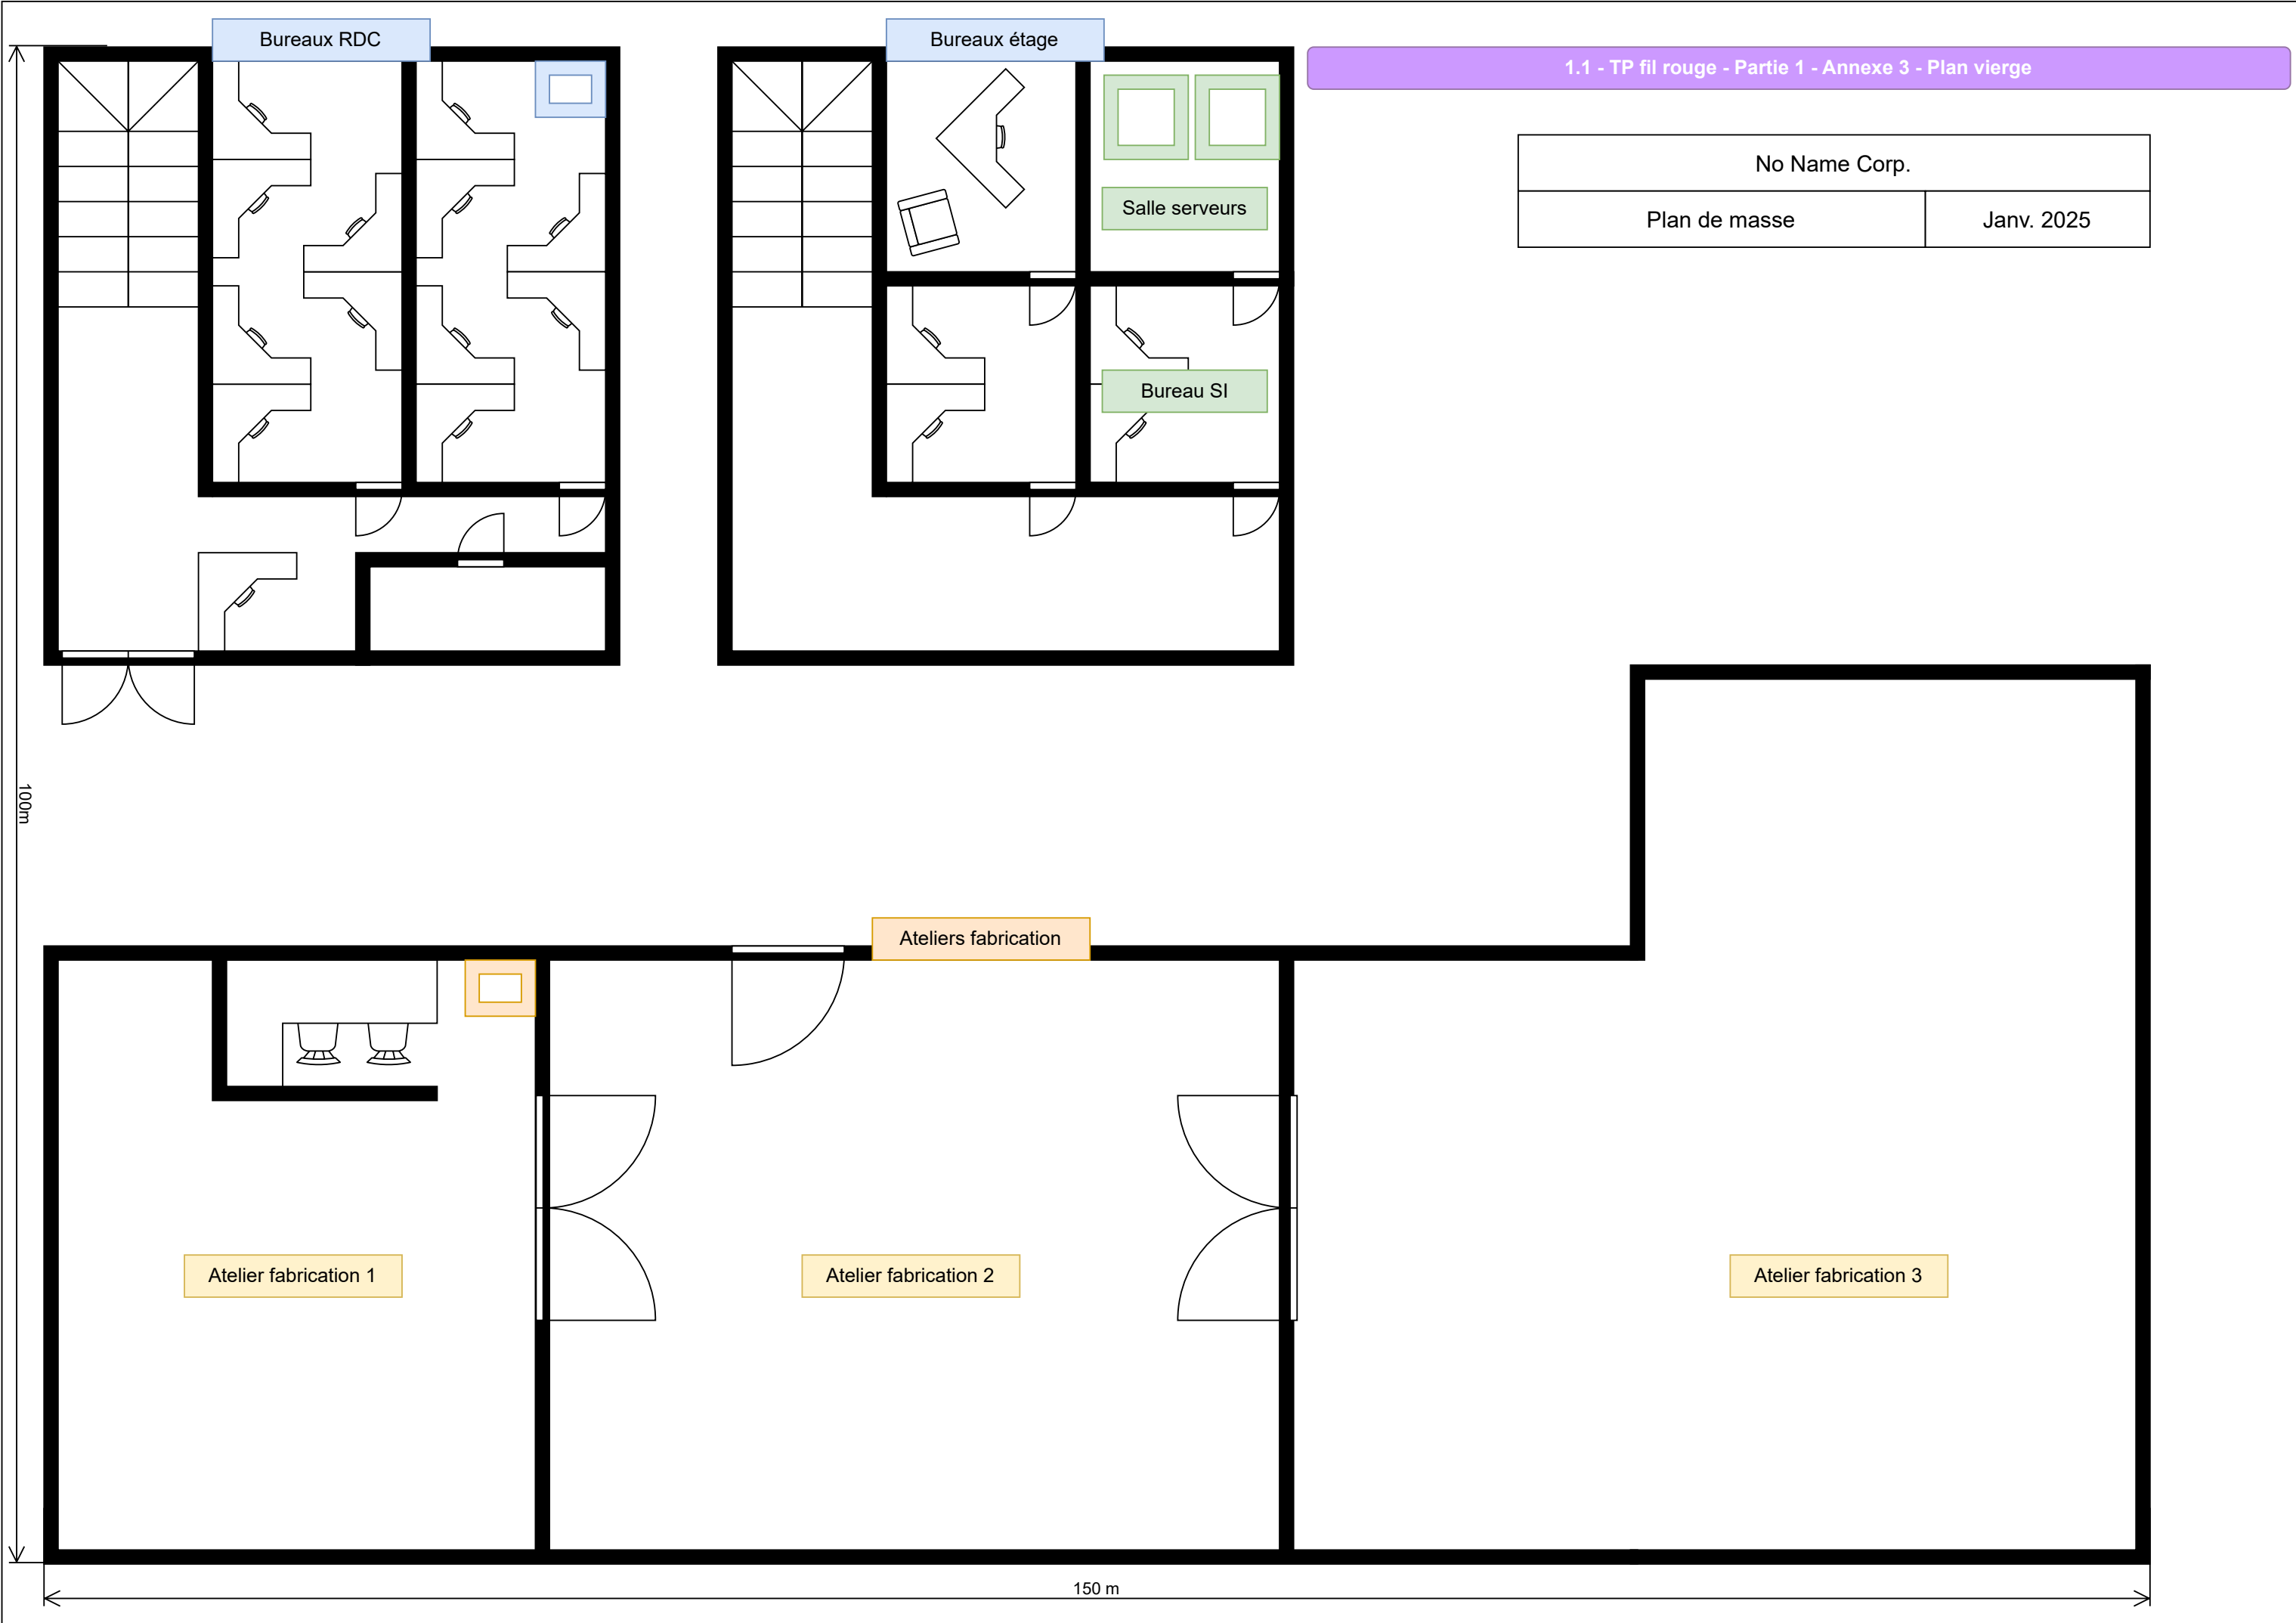 Bureaux RDC
Bureaux étage
1.1 - TP fil rouge - Partie 1 - Annexe 3 - Plan vierge
No Name Corp.
Plan de masse
Janv. 2025
Salle serveurs
Bureau SI
100m
Ateliers fabrication
Atelier fabrication 1
Atelier fabrication 2
Atelier fabrication 3
150 m